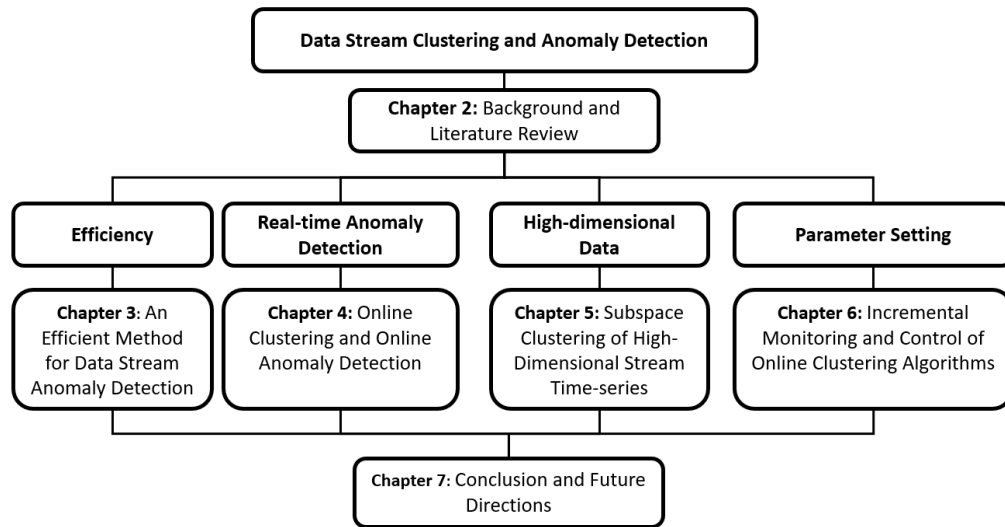 Data Stream Clustering and Anomaly Detection
Chapter 2: Background and
Literature Review
Efficiency
Real-time Anomaly
Detection
High-dimensional
Data
Parameter Setting
Chapter 3: An
Efficient Method
for Data Stream
Anomaly Detection
Chapter 4: Online
Clustering and Online
Anomaly Detection
Chapter 5: Subspace
Clustering of High-
Dimensional Stream
Time-series
Chapter 6: Incremental
Monitoring and Control of
Online Clustering Algorithms
Chapter 7: Conclusion and Future
Directions